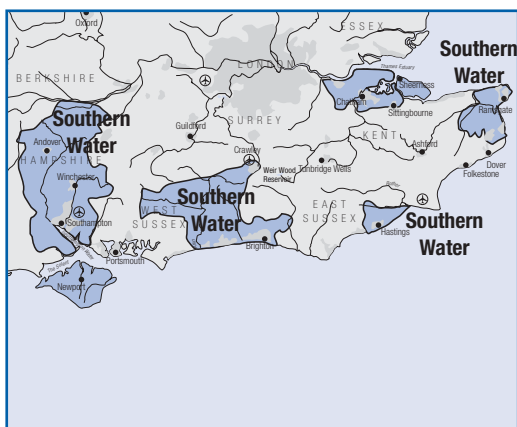 Oxford
ESSEX
Thames Estuary
Southern
Water
BERKSHIRE
LONDON
Sheerness
Chatham
Sittingbourne
Ramsgate
Southern
Water
Guildford
SURREY
KENT
Andover
HAMPSHIRE
Crawley
Ashford
Weir Wood
Reservoir
Tunbridge Wells
Dover
Folkestone
Winchester
WEST
SUSSEX
Southern
Water
EAST
SUSSEX
Southampton
Brighton
Hastings
Southern
Water
Portsmouth
The Solent
Newport